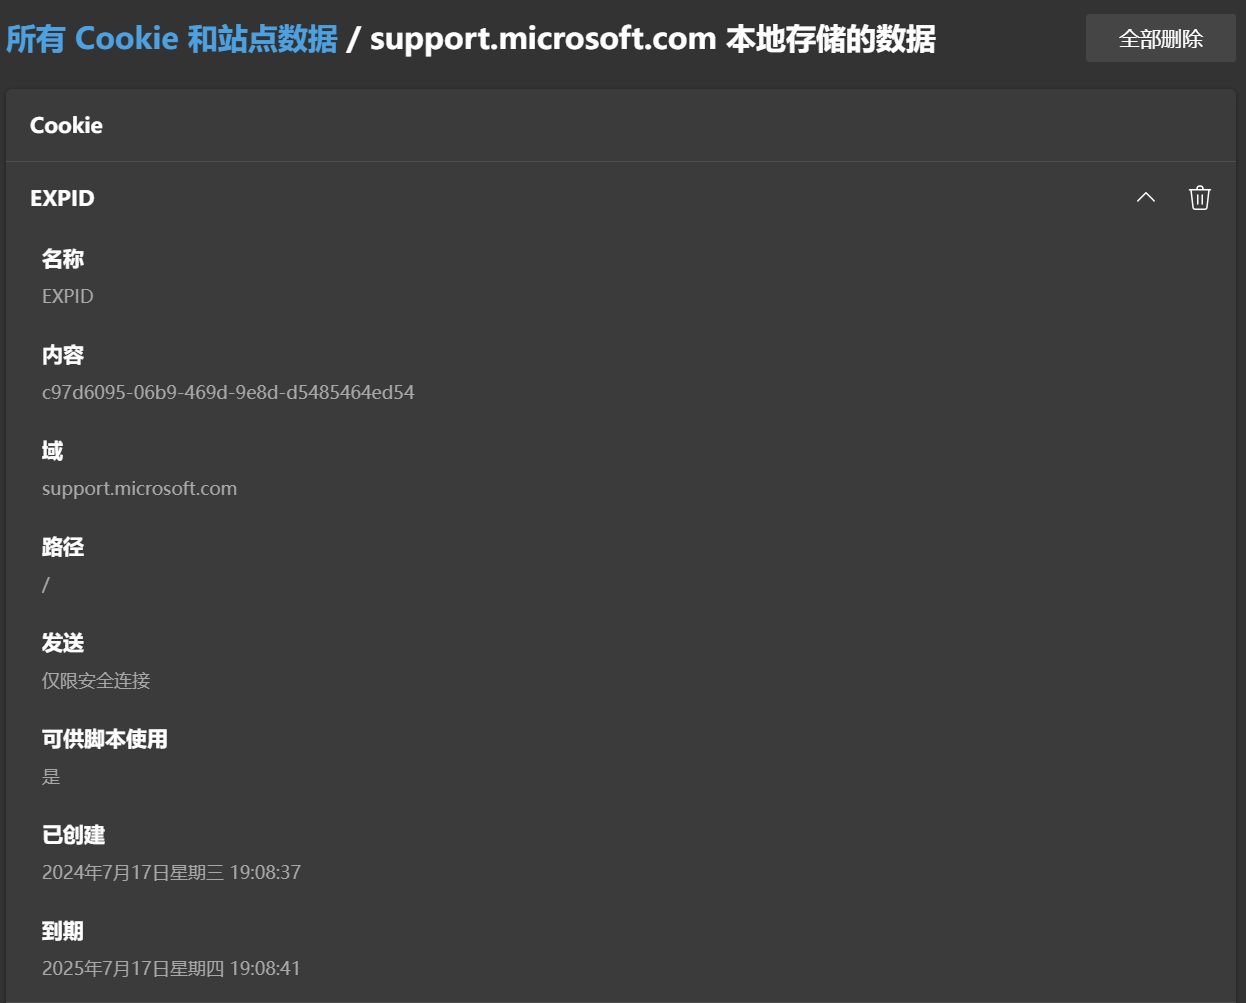 所有 Cookie 和站点数据 / support.microsoft.com 本地存储的数据
全部删除
Cookie
EXPID
名称
EXPID
内容
c97d6095-06b9-469d-9e8d-d5485464ed54
域
support.microsoft.com
路径
/
发送
仅限安全连接
可供脚本使用
是
已创建
2024年7月17日星期三 19:08:37
到期
2025年7月17日星期四 19:08:41